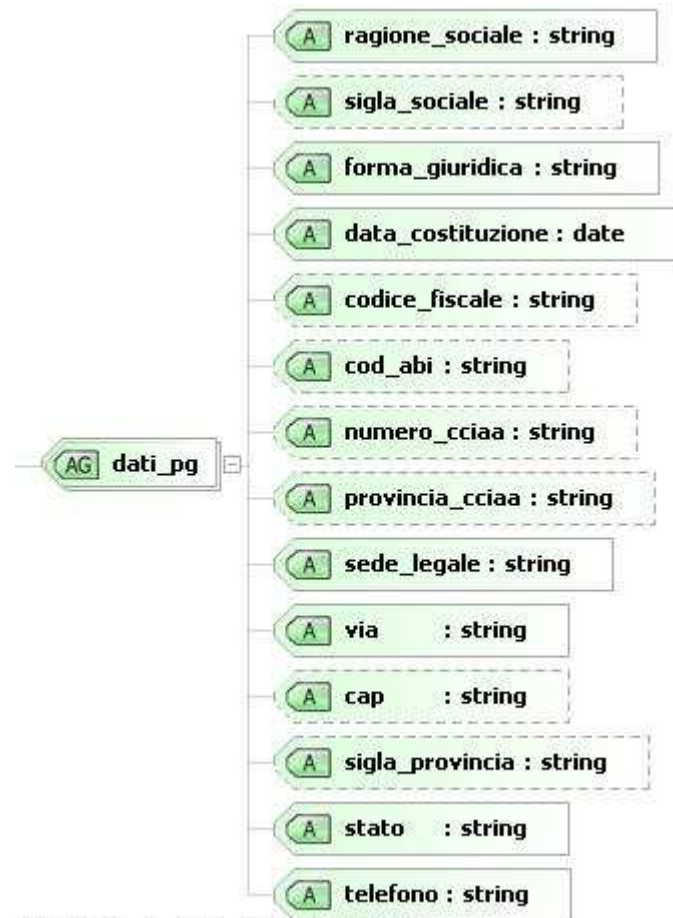 A ragione_sociale : string
A sigla_sociale : string
A forma_giuridica : string
A data_costituzione : date
A codice_fiscale : string
A cod_abi : string
A numero_cciaa : string
AG dati_pg
A provincia_cciaa : string
A sede_legale : string
A via : string
A cap : string
A sigla_provincia : string
A stato : string
A telefono : string